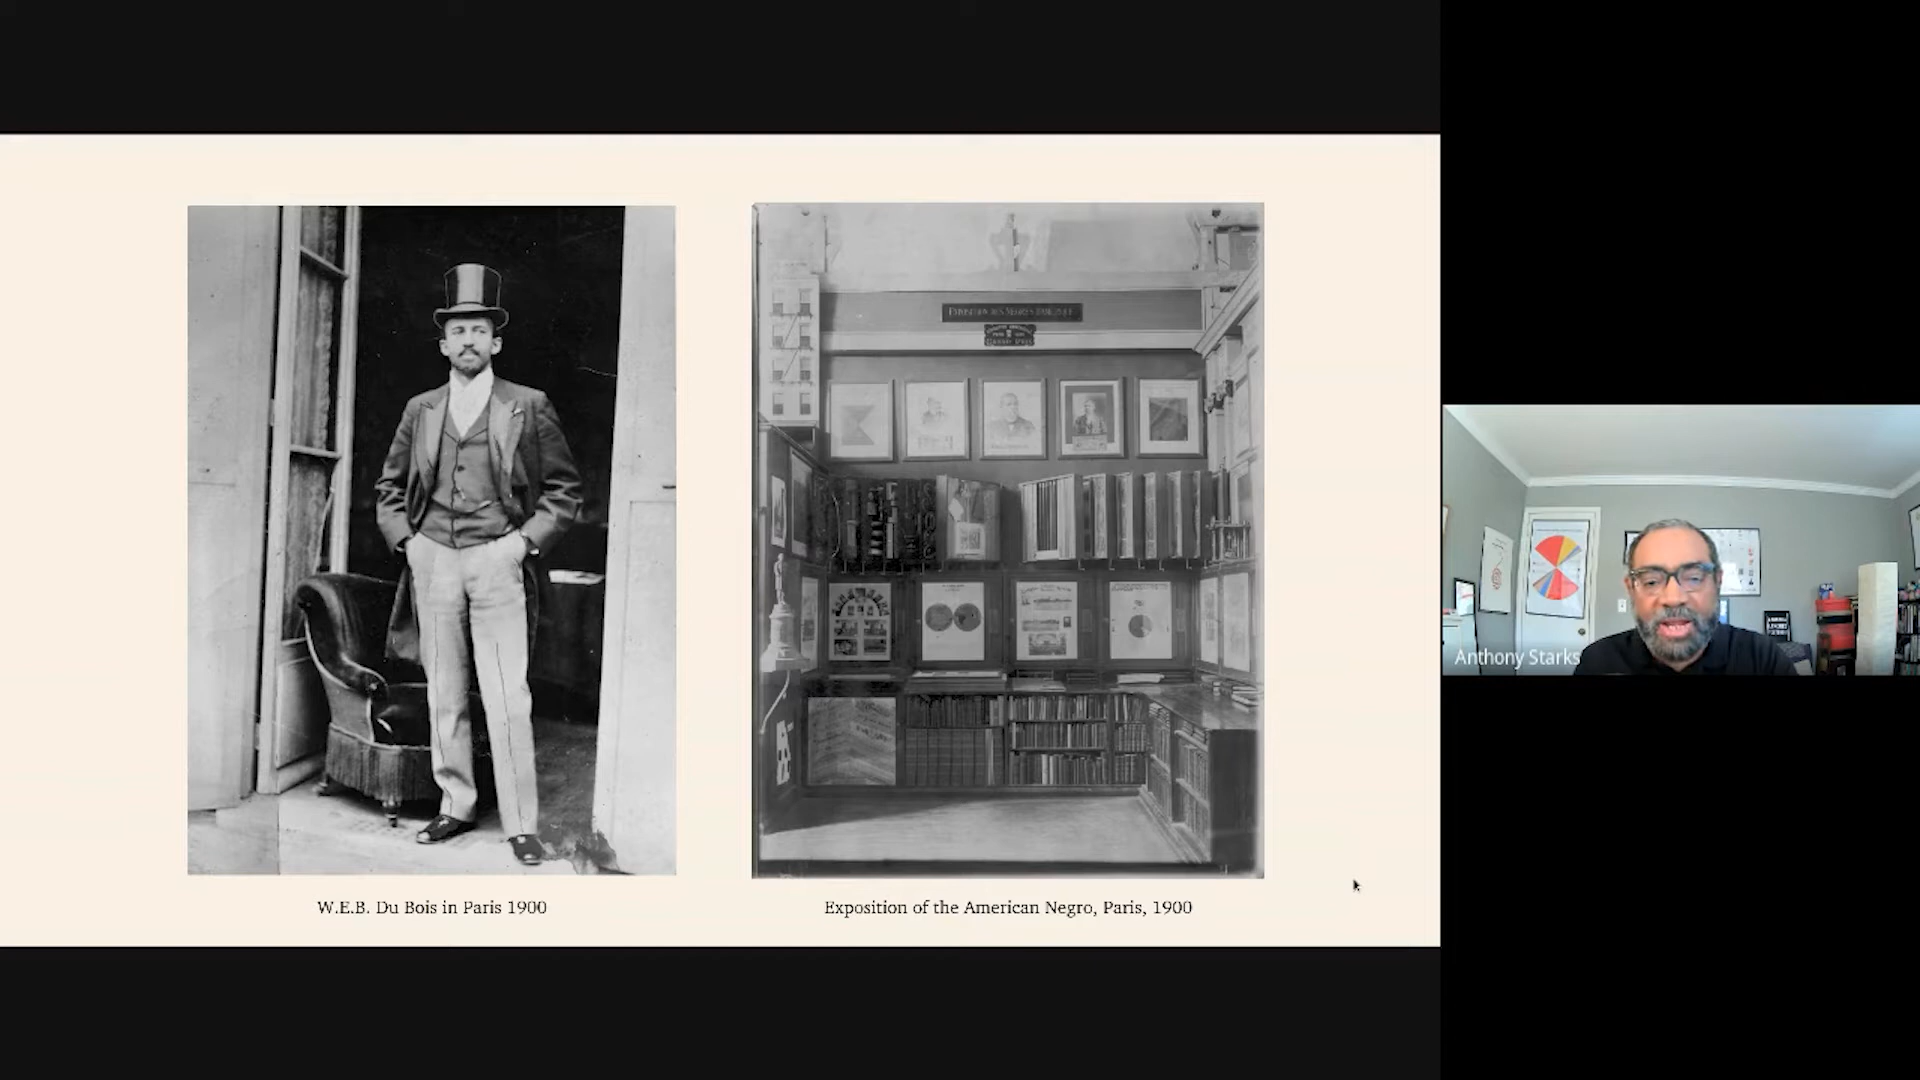 W.E.B. Du Bois in Paris 1900
Exposition of the American Negro, Paris, 1900
Anthony Starks